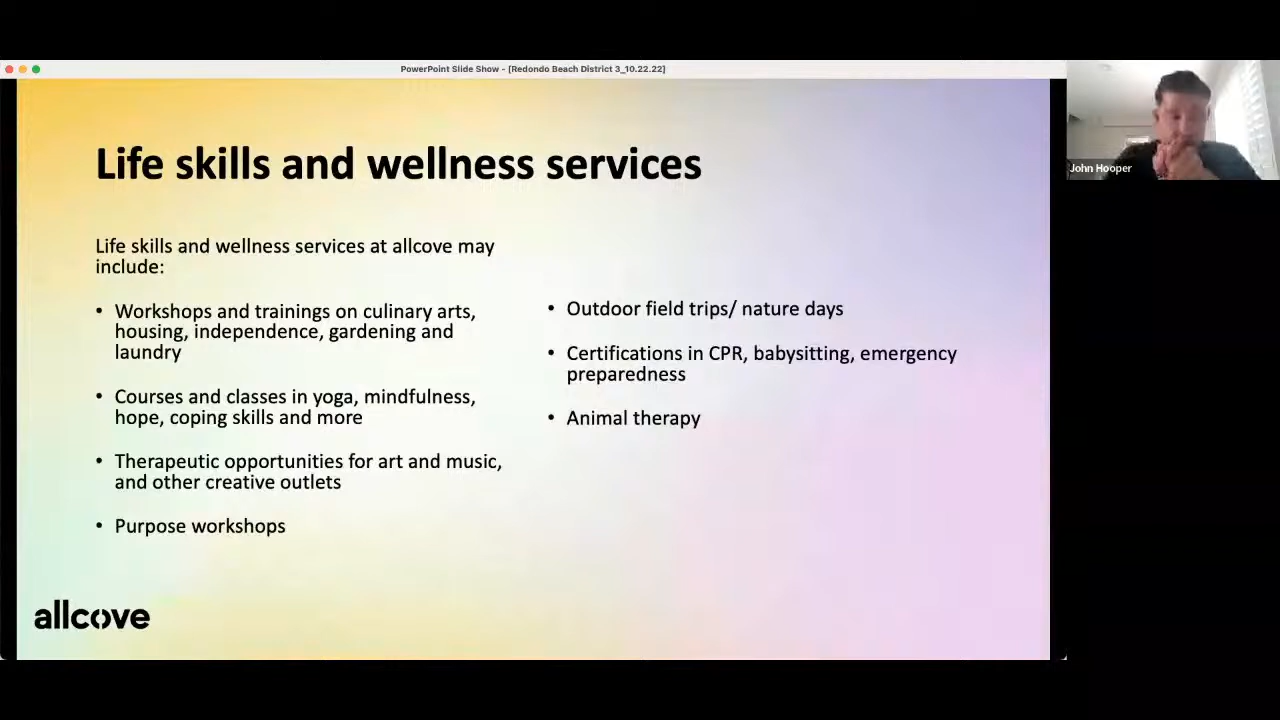 PowerPoint Slide Show - [Redondo Beach District 3_10.22.22]
Life skills and wellness services
Life skills and wellness services at allcove may
include:
• Workshops and trainings on culinary arts,
housing, independence, gardening and
laundry
• Courses and classes in yoga, mindfulness,
hope, coping skills and more
• Therapeutic opportunities for art and music,
and other creative outlets
• Purpose workshops
• Outdoor field trips/ nature days
• Certifications in CPR, babysitting, emergency
preparedness
• Animal therapy
allcove
John Hooper